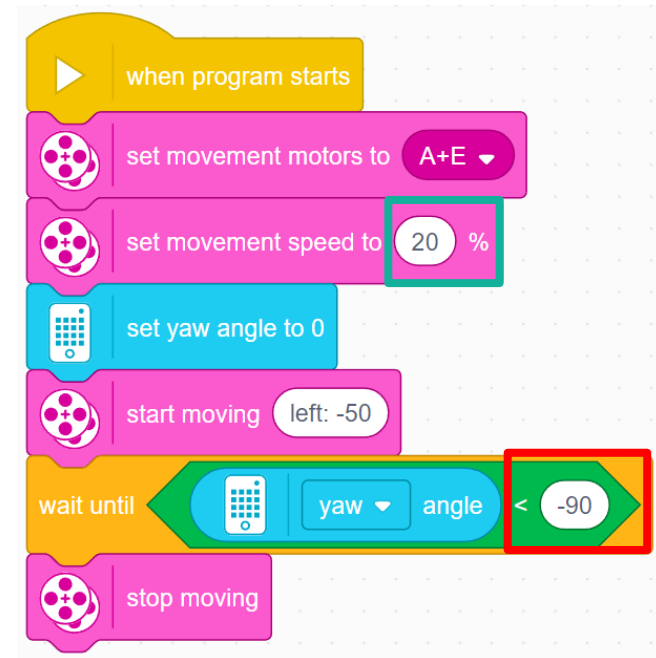 when program starts
set movement motors to A+E
set movement speed to 20 %
set yaw angle to 0
start moving left: -50
wait until yaw angle < -90
stop moving